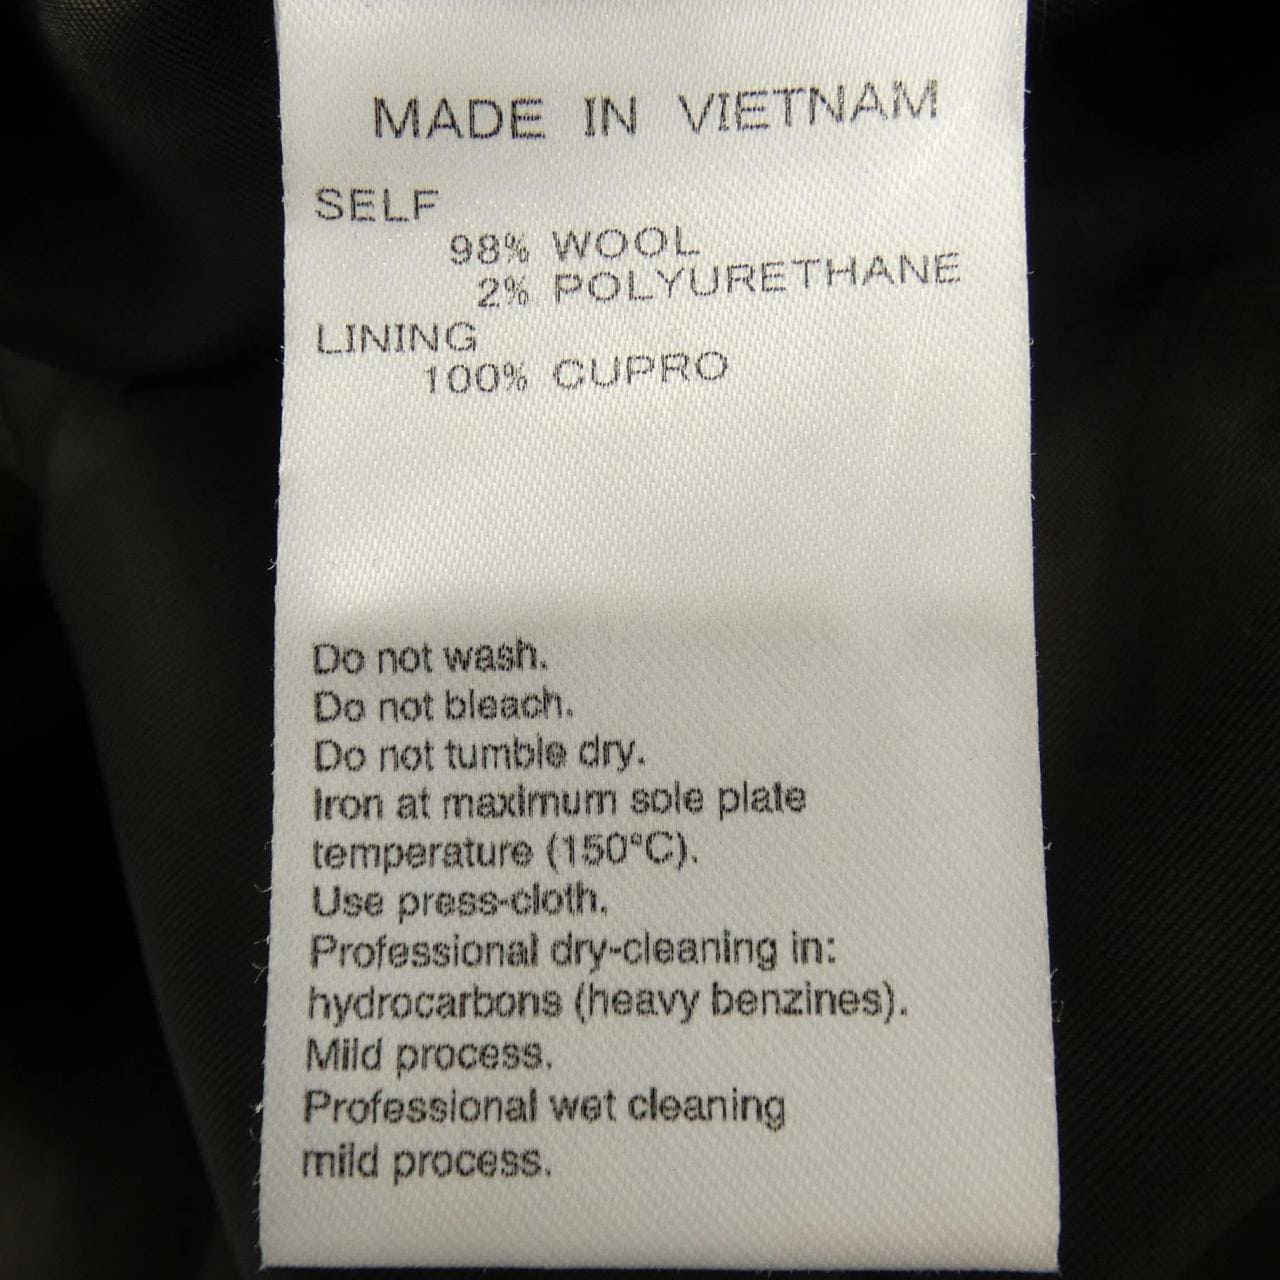 MADE IN VIETNAM
SELF
98% WOOL
2% POLYURETHANE
LINING
100% CUPRO
Do not wash.
Do not bleach.
Do not tumble dry.
Iron at maximum sole plate
temperature (150°C).
Use press-cloth.
Professional dry-cleaning in:
hydrocarbons (heavy benzines).
Mild process.
Professional wet cleaning
mild process.